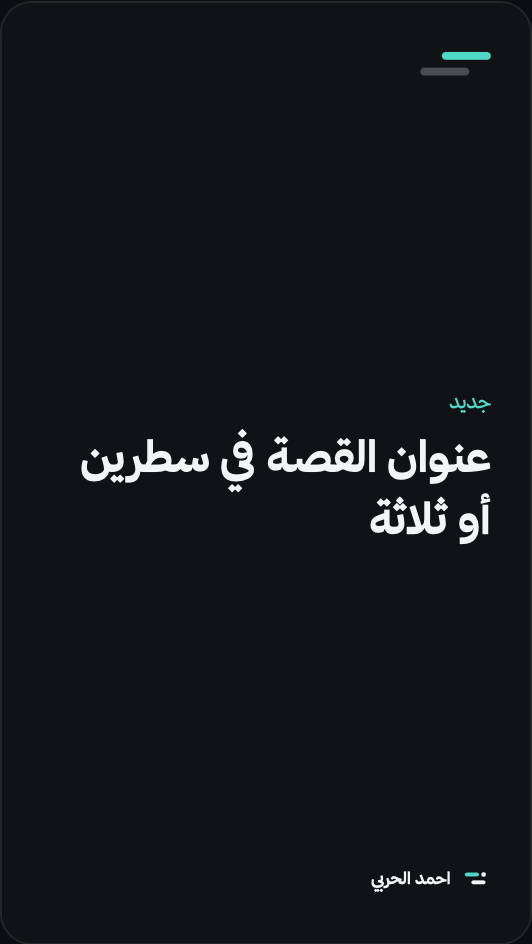 جديد
عنوان القصة في سطرين
أو ثلاثة
احمد الحربي